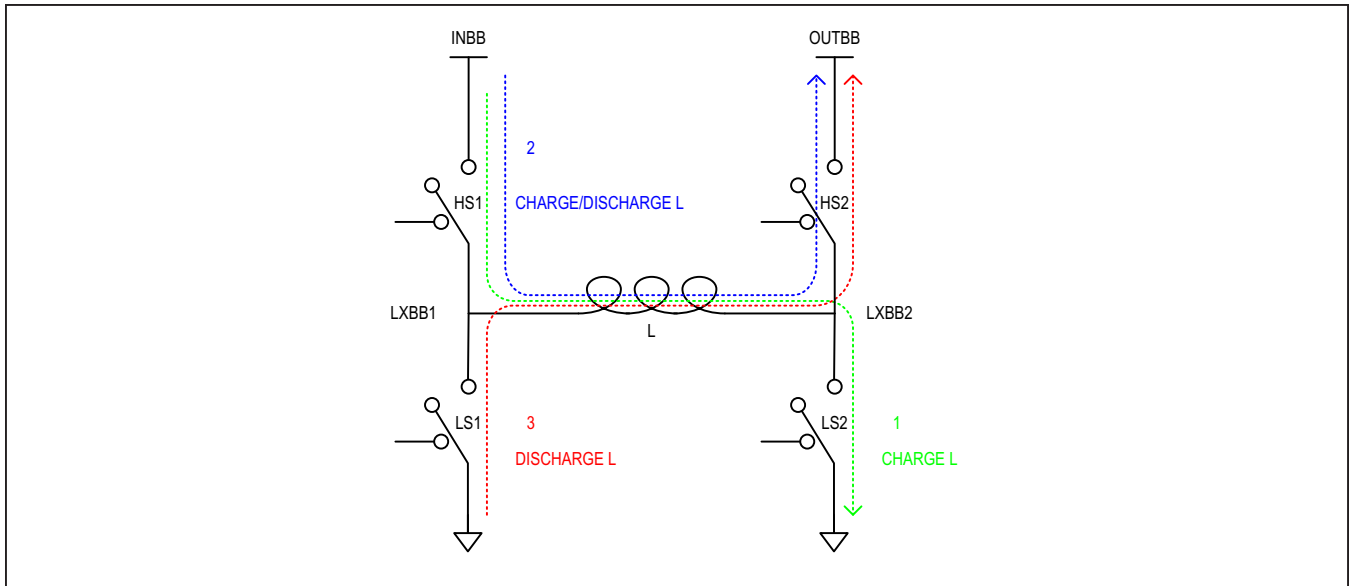 INBB
OUTBB
2
HS1
CHARGE/DISCHARGE L
HS2
LXBB1
LXBB2
L
LS1
3
LS2
1
DISCHARGE L
CHARGE L